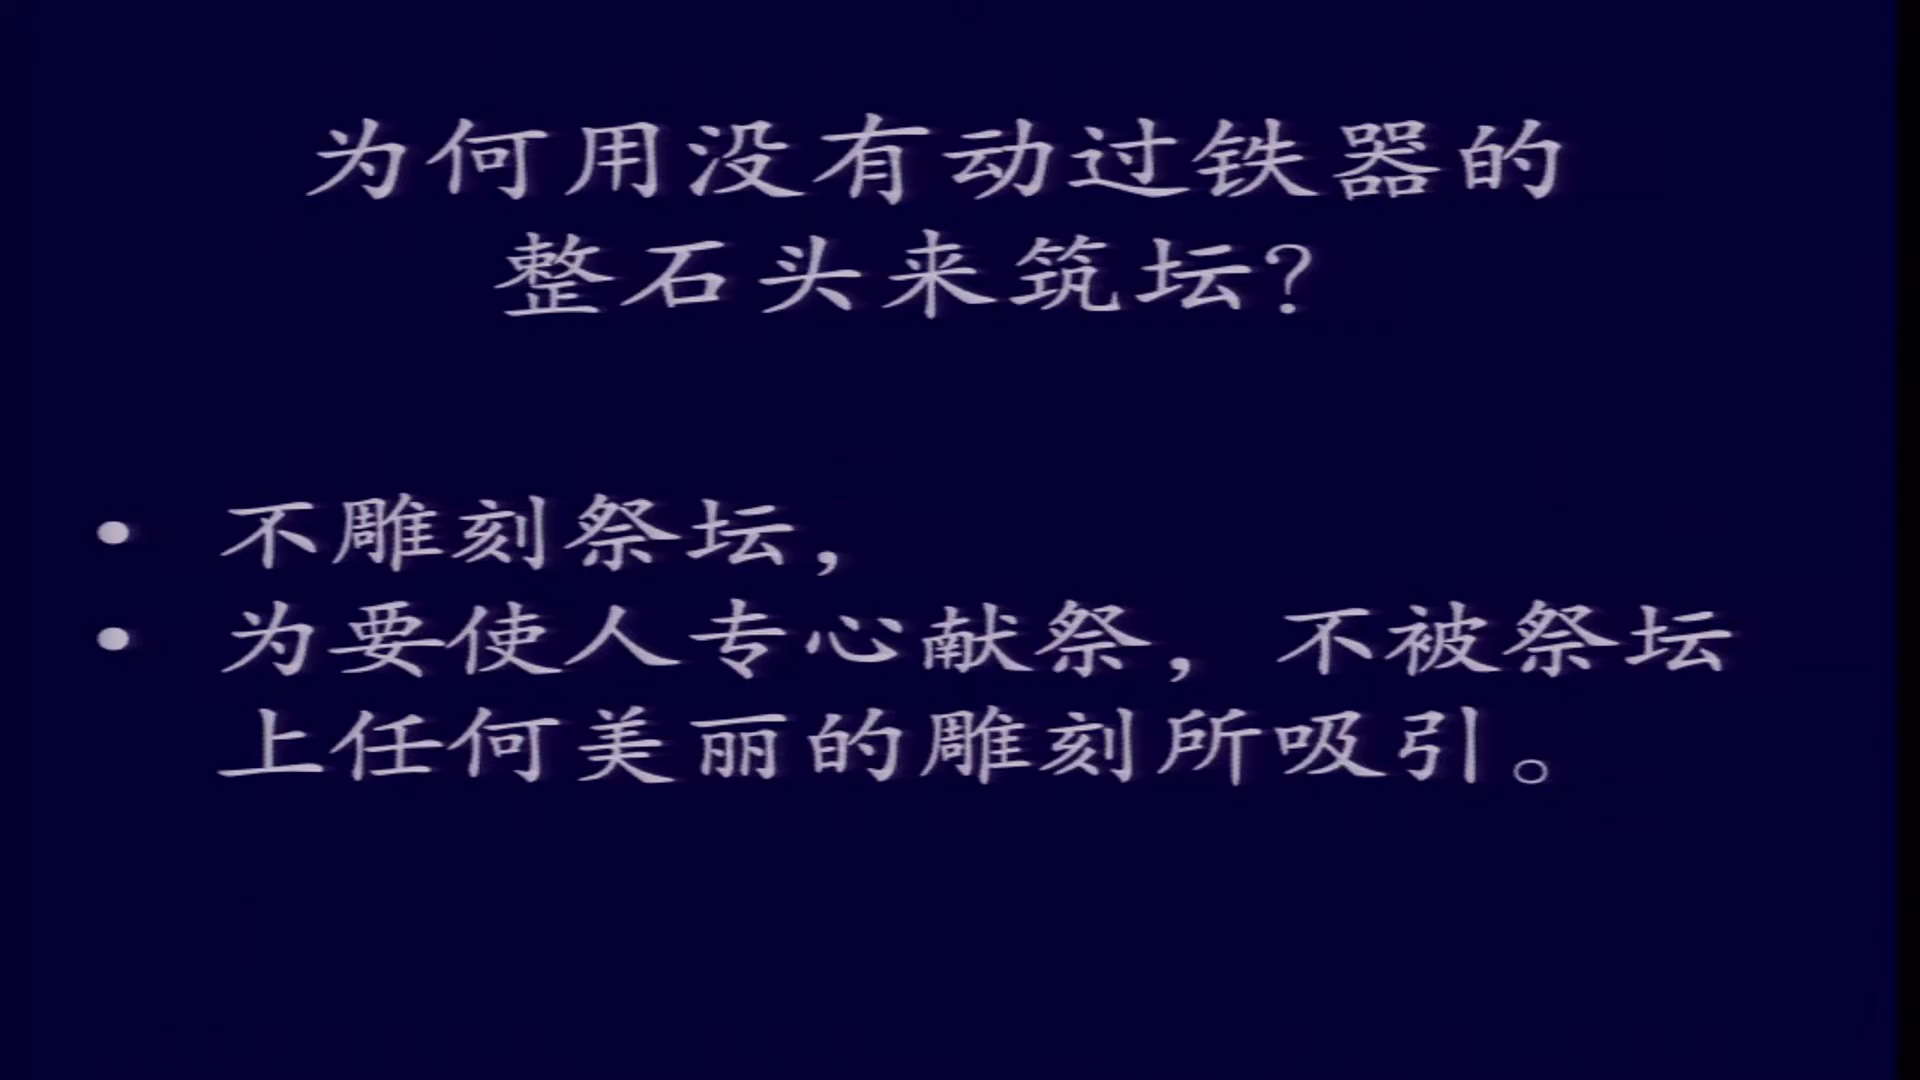 为何用没有动过铁器的
整石头来筑坛?
• 不雕刻祭坛，
• 为要使人专心献祭，不被祭坛
上任何美丽的雕刻所吸引。